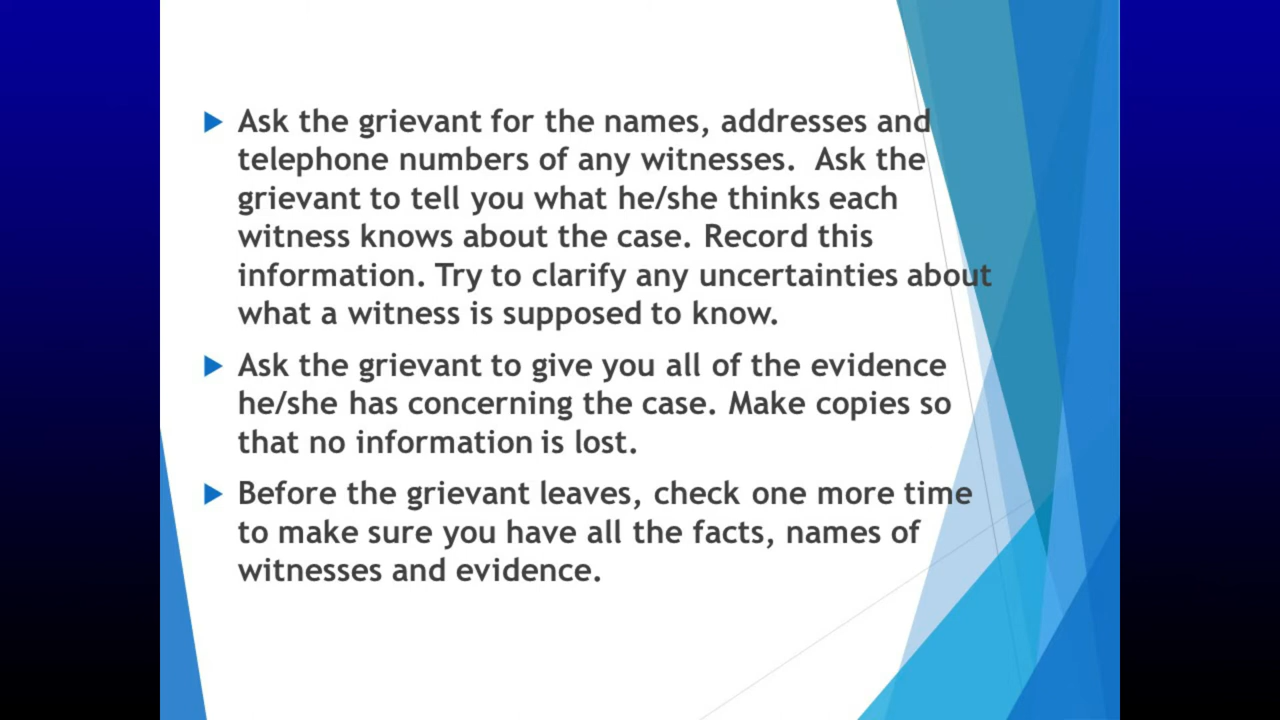 Ask the grievant for the names, addresses and
telephone numbers of any witnesses.  Ask the
grievant to tell you what he/she thinks each
witness knows about the case. Record this
information. Try to clarify any uncertainties about
what a witness is supposed to know.
Ask the grievant to give you all of the evidence
he/she has concerning the case. Make copies so
that no information is lost.
Before the grievant leaves, check one more time
to make sure you have all the facts, names of
witnesses and evidence.